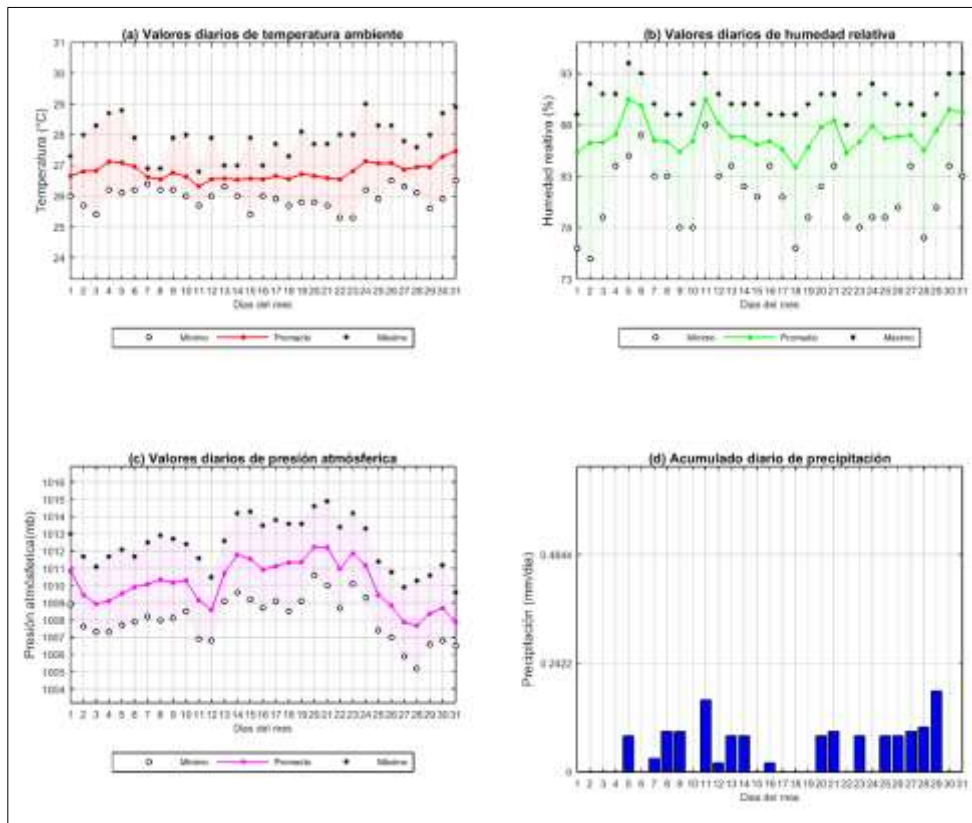 (a) Valores diarios de temperatura ambiente
Temperatura (°C)
31
30
29
28
27
26
25
24
1 2 3 4 5 6 7 8 9 10 11 12 13 14 15 16 17 18 19 20 21 22 23 24 25 26 27 28 29 30 31
Dias del mes
Mínimo Promedio Máximo
(b) Valores diarios de humedad relativa
Humedad realtiva (%)
93
88
83
78
73
1 2 3 4 5 6 7 8 9 10 11 12 13 14 15 16 17 18 19 20 21 22 23 24 25 26 27 28 29 30 31
Dias del mes
Mínimo Promedio Máximo
(c) Valores diarios de presión atmósferica
Presión atmósferica(mb)
1016
1015
1014
1013
1012
1011
1010
1009
1008
1007
1006
1005
1004
1 2 3 4 5 6 7 8 9 10 11 12 13 14 15 16 17 18 19 20 21 22 23 24 25 26 27 28 29 30 31
Dias del mes
Mínimo Promedio Máximo
(d) Acumulado diario de precipitación
Precipitación (mm/dia)
0.4844
0.2422
0
1 2 3 4 5 6 7 8 9 10 11 12 13 14 15 16 17 18 19 20 21 22 23 24 25 26 27 28 29 30 31
Dias del mes